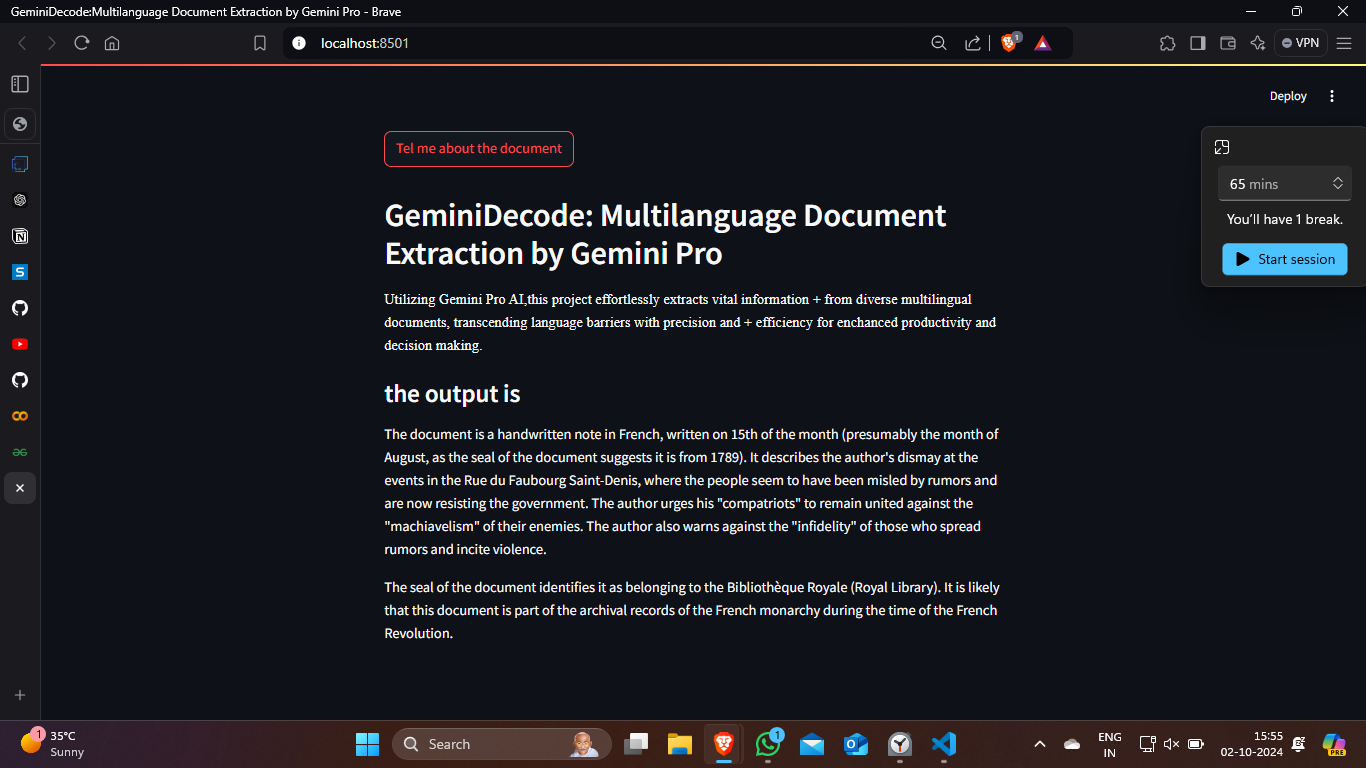 GeminiDecode:Multilanguage Document Extraction by Gemini Pro - Brave
localhost:8501
1
VPN
Deploy
Tell me about the document
65 mins
You'll have 1 break.
Start session
GeminiDecode: Multilanguage Document
Extraction by Gemini Pro
Utilizing Gemini Pro AI,this project effortlessly extracts vital information + from diverse multilingual
documents, transcending language barriers with precision and + efficiency for enchanced productivity and
decision making.
the output is
The document is a handwritten note in French, written on 15th of the month (presumably the month of
August, as the seal of the document suggests it is from 1789). It describes the author's dismay at the
events in the Rue du Faubourg Saint-Denis, where the people seem to have been misled by rumors and
are now resisting the government. The author urges his "compatriots" to remain united against the
"machiavelism" of their enemies. The author also warns against the "infidelity" of those who spread
rumors and incite violence.
The seal of the document identifies it as belonging to the Bibliothèque Royale (Royal Library). It is likely
that this document is part of the archival records of the French monarchy during the time of the French
Revolution.
1
35°C
Sunny
Search
1
ENG
IN
15:55
02-10-2024
PRE